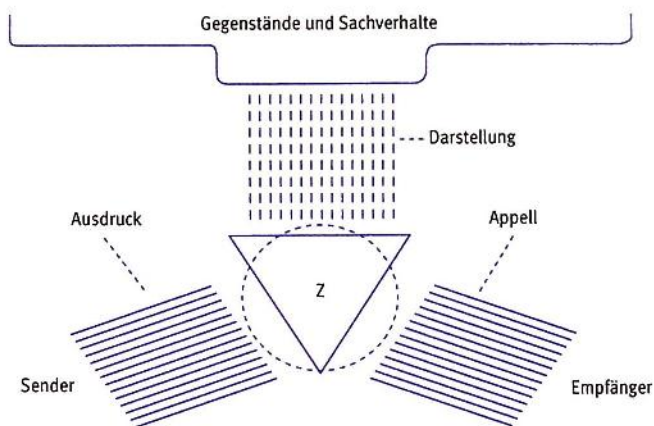 Gegenstände und Sachverhalte
Darstellung
Ausdruck
Appell
Z
Sender
Empfänger